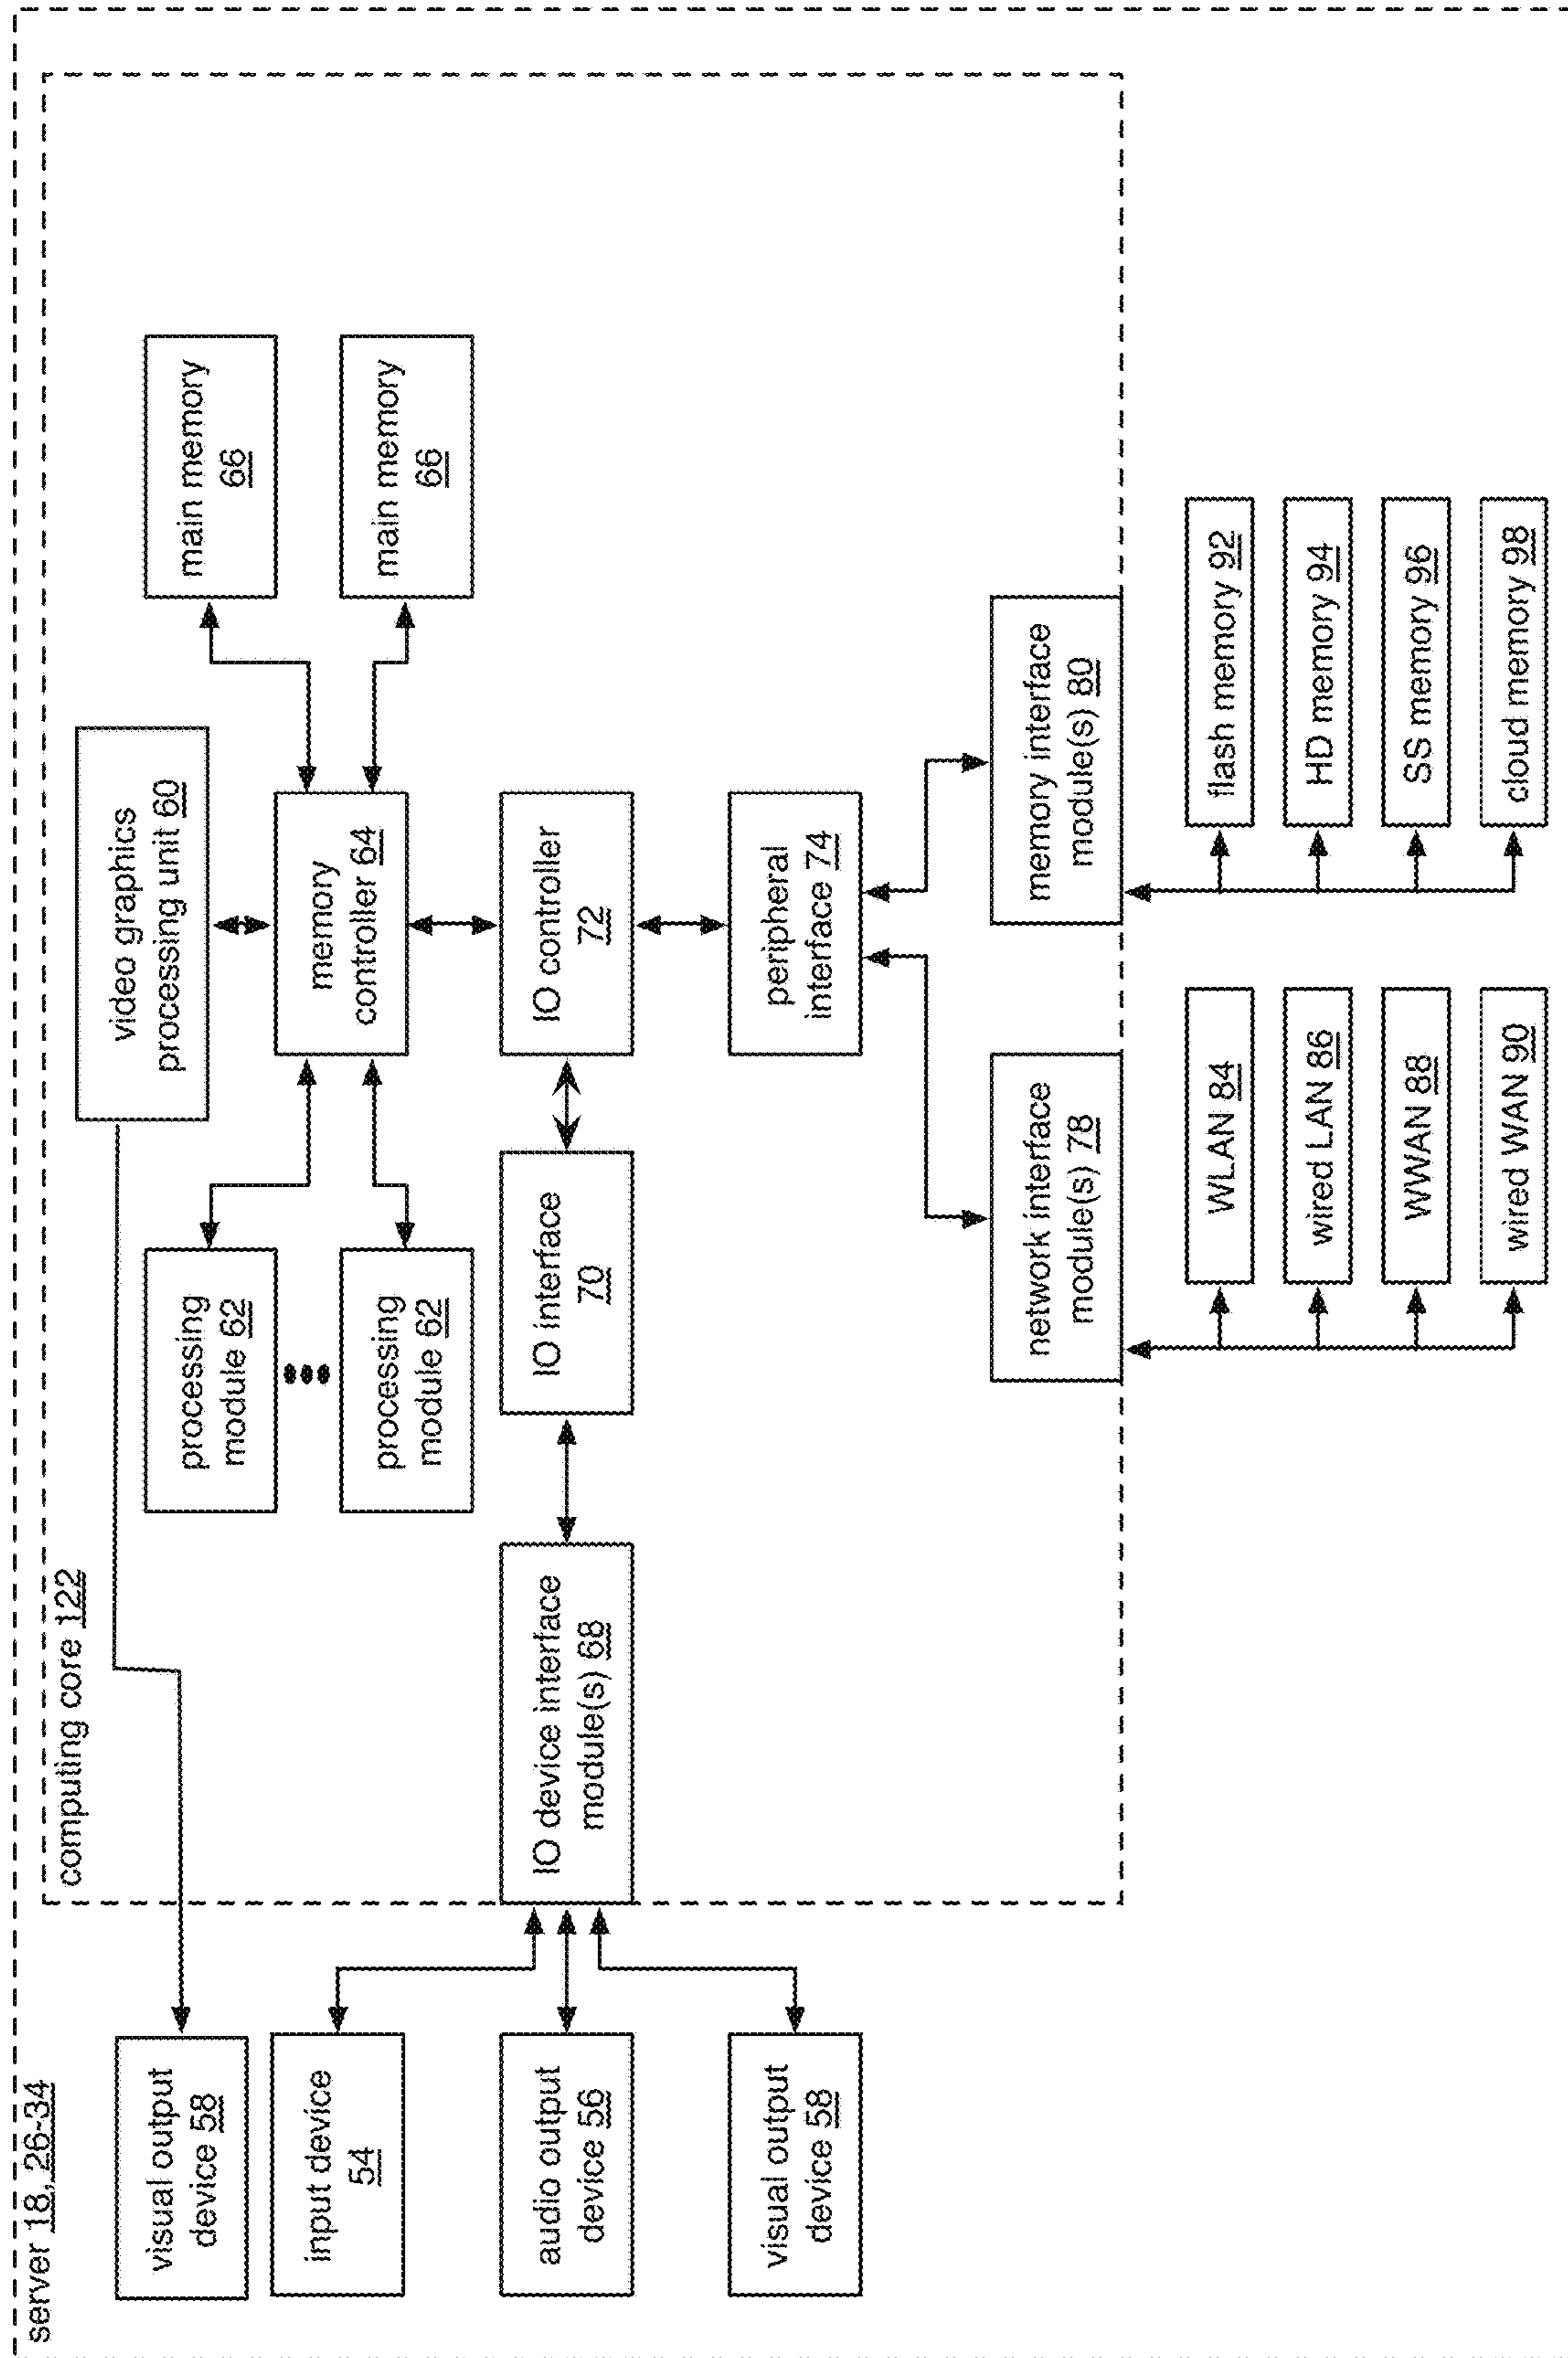 server 18, 26-34
computing core 122
visual output
device 58
video graphics
processing unit 60
processing
module 62
main memory
66
input device
54
memory
controller 64
processing
module 62
main memory
66
audio output
device 56
IO device interface
module(s) 68
IO interface
70
IO controller
72
visual output
device 58
peripheral
interface 74
network interface
module(s) 78
memory interface
module(s) 80
WLAN 84
flash memory 92
wired LAN 86
HD memory 94
WWAN 88
SS memory 96
wired WAN 90
cloud memory 98